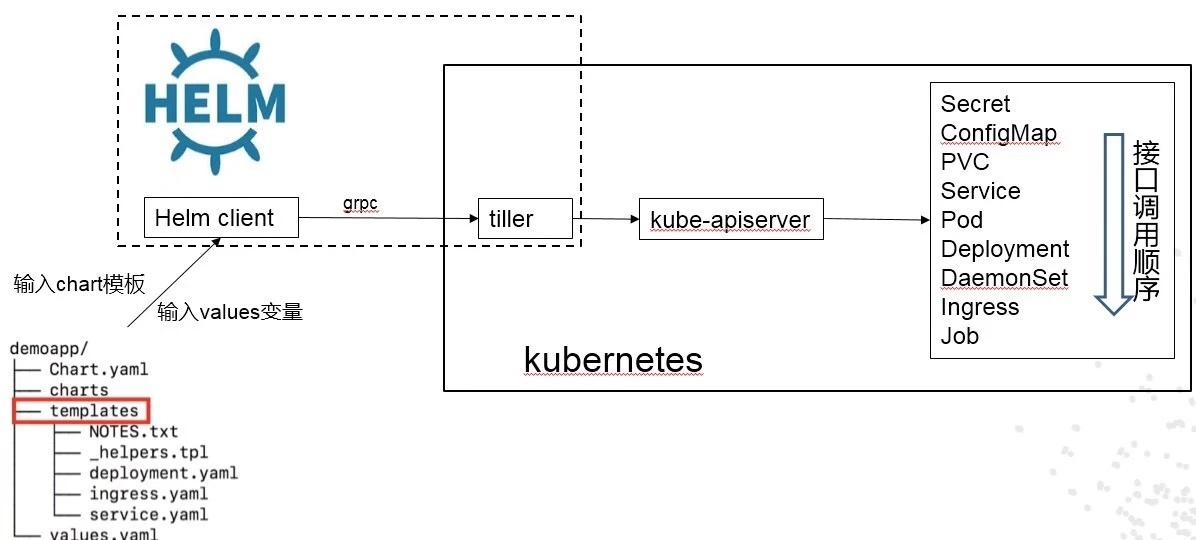 HELM
Helm client
grpc
tiller
kube-apiserver
Secret
ConfigMap
PVC
Service
Pod
Deployment
DaemonSet
Ingress
Job
接口调用顺序
kubernetes
输入chart模板
输入values变量
demoapp/
Chart.yaml
charts
templates
NOTES.txt
_helpers.tpl
deployment.yaml
ingress.yaml
service.yaml
values.yaml